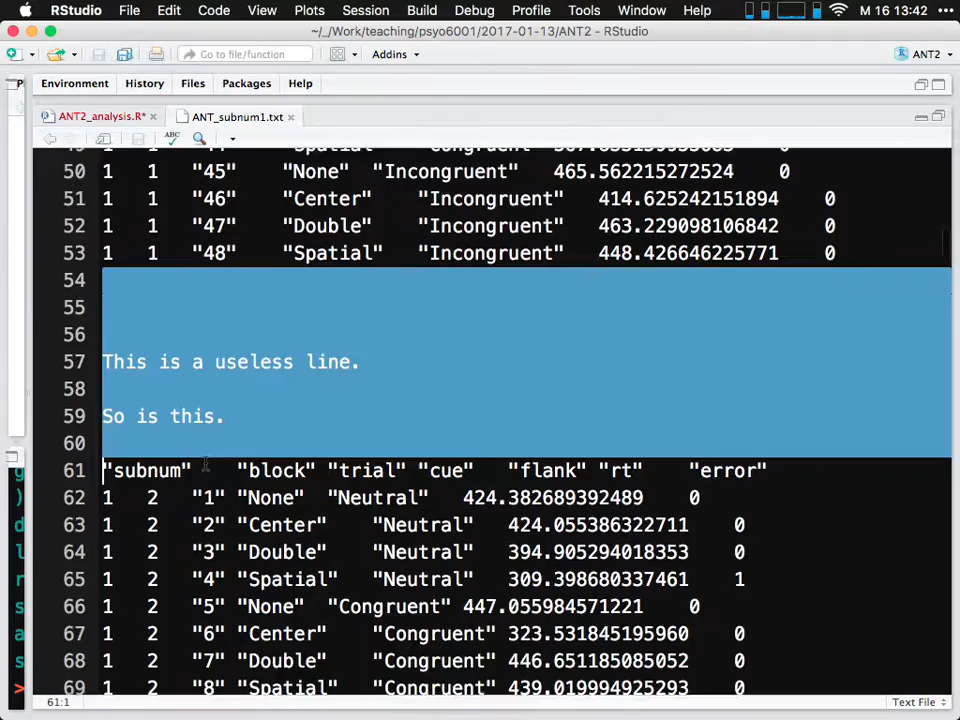 RStudio File Edit Code View Plots Session Build Debug Profile Tools Window Help M 16 13:42
~/_/Work/teaching/psyo6001/2017-01-13/ANT2 - RStudio
Go to file/function Addins ANT2
Environment History Files Packages Help
ANT2_analysis.R* ANT_subnum1.txt
ABC
50 1 1 "45" "None" "Incongruent" 465.562215272524 0
51 1 1 "46" "Center" "Incongruent" 414.625242151894 0
52 1 1 "47" "Double" "Incongruent" 463.229098106842 0
53 1 1 "48" "Spatial" "Incongruent" 448.426646225771 0
54
55
56
57 This is a useless line.
58
59 So is this.
60
61 "subnum" "block" "trial" "cue" "flank" "rt" "error"
62 1 2 "1" "None" "Neutral" 424.382689392489 0
63 1 2 "2" "Center" "Neutral" 424.055386322711 0
64 1 2 "3" "Double" "Neutral" 394.905294018353 0
65 1 2 "4" "Spatial" "Neutral" 309.398680337461 1
66 1 2 "5" "None" "Congruent" 447.055984571221 0
67 1 2 "6" "Center" "Congruent" 323.531845195960 0
68 1 2 "7" "Double" "Congruent" 446.651185085052 0
69 1 2 "8" "Spatial" "Congruent" 439.019994925293 0
61:1 Text File